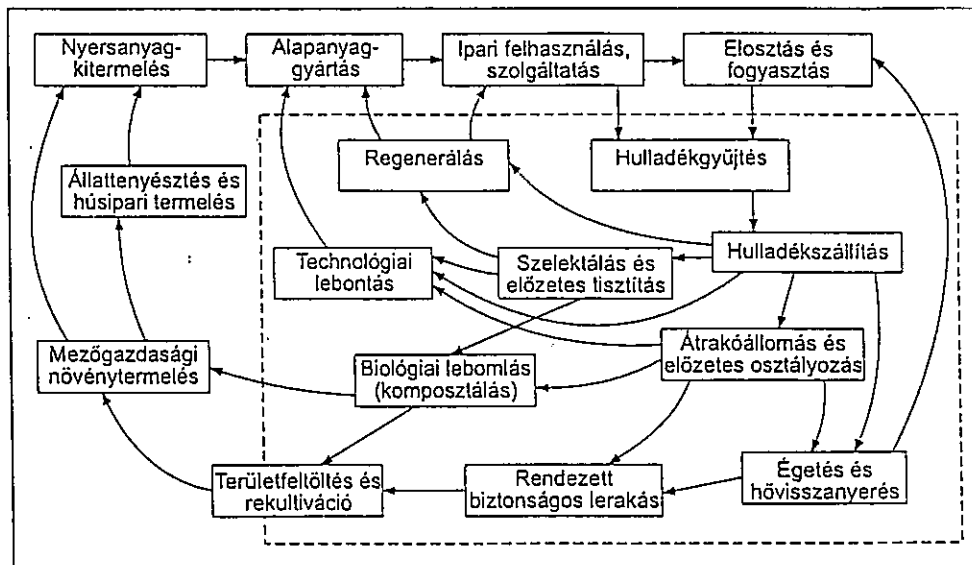 Nyersanyag-
kitermelés
Alapanyag-
gyártás
Ipari felhasználás,
szolgáltatás
Elosztás és
fogyasztás
Regenerálás
Hulladékgyűjtés
Állattenyésztés és
húsipari termelés
Technológiai
lebontás
Szelektálás és
előzetes tisztítás
Hulladékszállítás
Mezőgazdasági
növénytermelés
Biológiai lebomlás
(komposztálás)
Átrakóállomás és
előzetes osztályozás
Területfeltöltés és
rekultiváció
Rendezett
biztonságos lerakás
Égetés és
hővisszanyerés